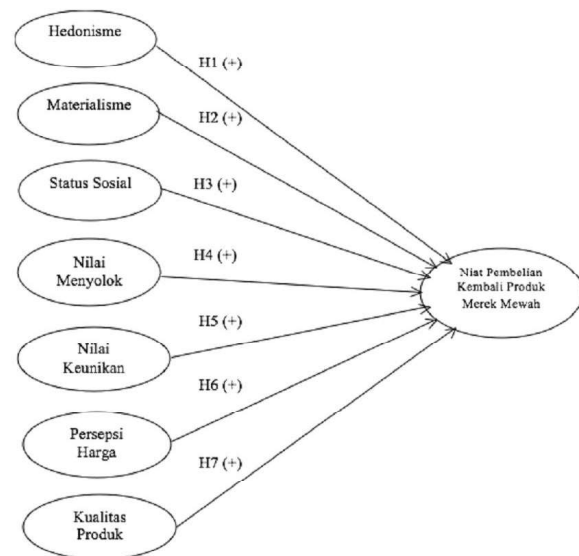 Hedonisme
H1 (+)
Materialisme
H2 (+)
Status Sosial
H3 (+)
Nilai
Menyolok
H4 (+)
Niat Pembelian
Kembali Produk
Merek Mewah
Nilai
Keunikan
H5 (+)
H6 (+)
Persepsi
Harga
H7 (+)
Kualitas
Produk